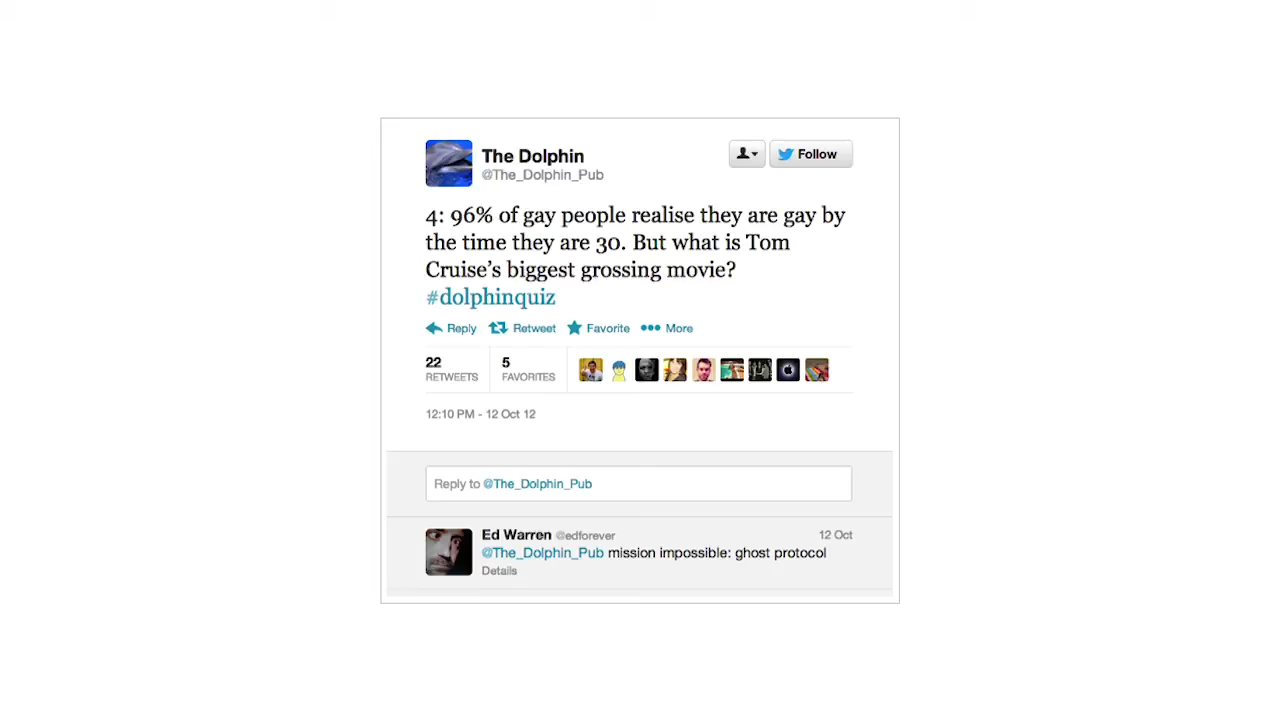 The Dolphin
@The_Dolphin_Pub
Follow
4: 96% of gay people realise they are gay by
the time they are 30. But what is Tom
Cruise's biggest grossing movie?
#dolphinquiz
Reply Retweet Favorite More
22 5
RETWEETS FAVORITES
12:10 PM - 12 Oct 12
Reply to @The_Dolphin_Pub
Ed Warren @edforever 12 Oct
@The_Dolphin_Pub mission impossible: ghost protocol
Details